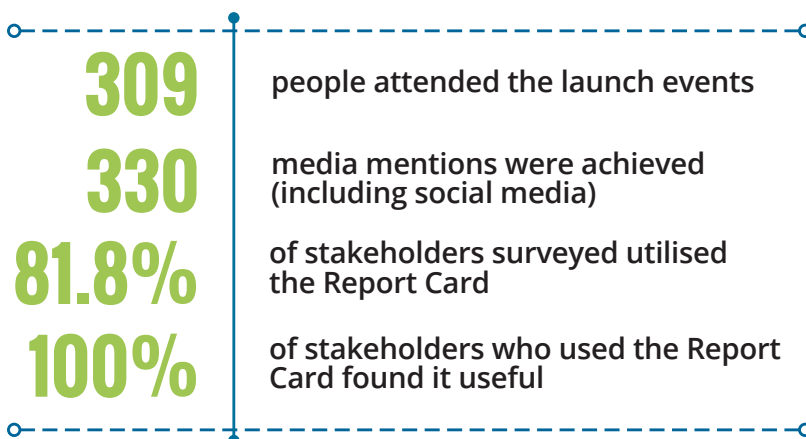 309
people attended the launch events
330
media mentions were achieved
(including social media)
81.8%
of stakeholders surveyed utilised
the Report Card
100%
of stakeholders who used the Report
Card found it useful